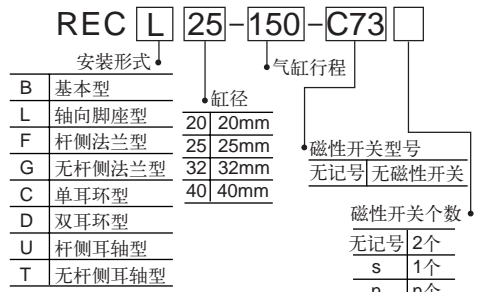 REC L 25-150-C73
安装形式
B 基本型
L 轴向脚座型
F 杆侧法兰型
G 无杆侧法兰型
C 单耳环型
D 双耳环型
U 杆侧耳轴型
T 无杆侧耳轴型
缸径
20 20mm
25 25mm
32 32mm
40 40mm
气缸行程
磁性开关型号
无记号 无磁性开关
磁性开关个数
无记号 2个
s 1个
n n个